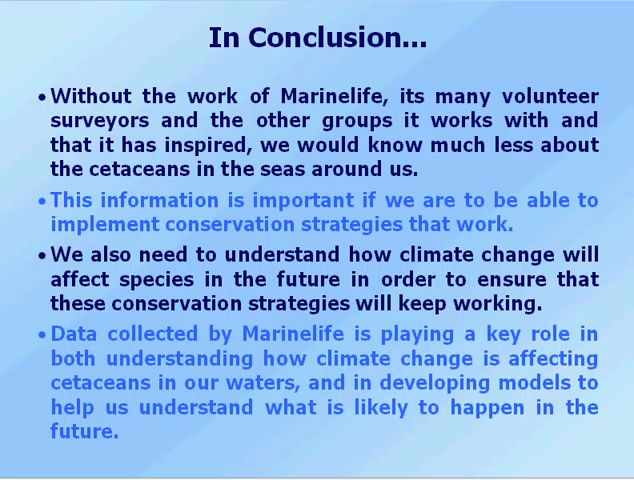 In Conclusion...
•Without the work of Marinelife, its many volunteer
surveyors and the other groups it works with and
that it has inspired, we would know much less about
the cetaceans in the seas around us.
•This information is important if we are to be able to
implement conservation strategies that work.
•We also need to understand how climate change will
affect species in the future in order to ensure that
these conservation strategies will keep working.
•Data collected by Marinelife is playing a key role in
both understanding how climate change is affecting
cetaceans in our waters, and in developing models to
help us understand what is likely to happen in the
future.